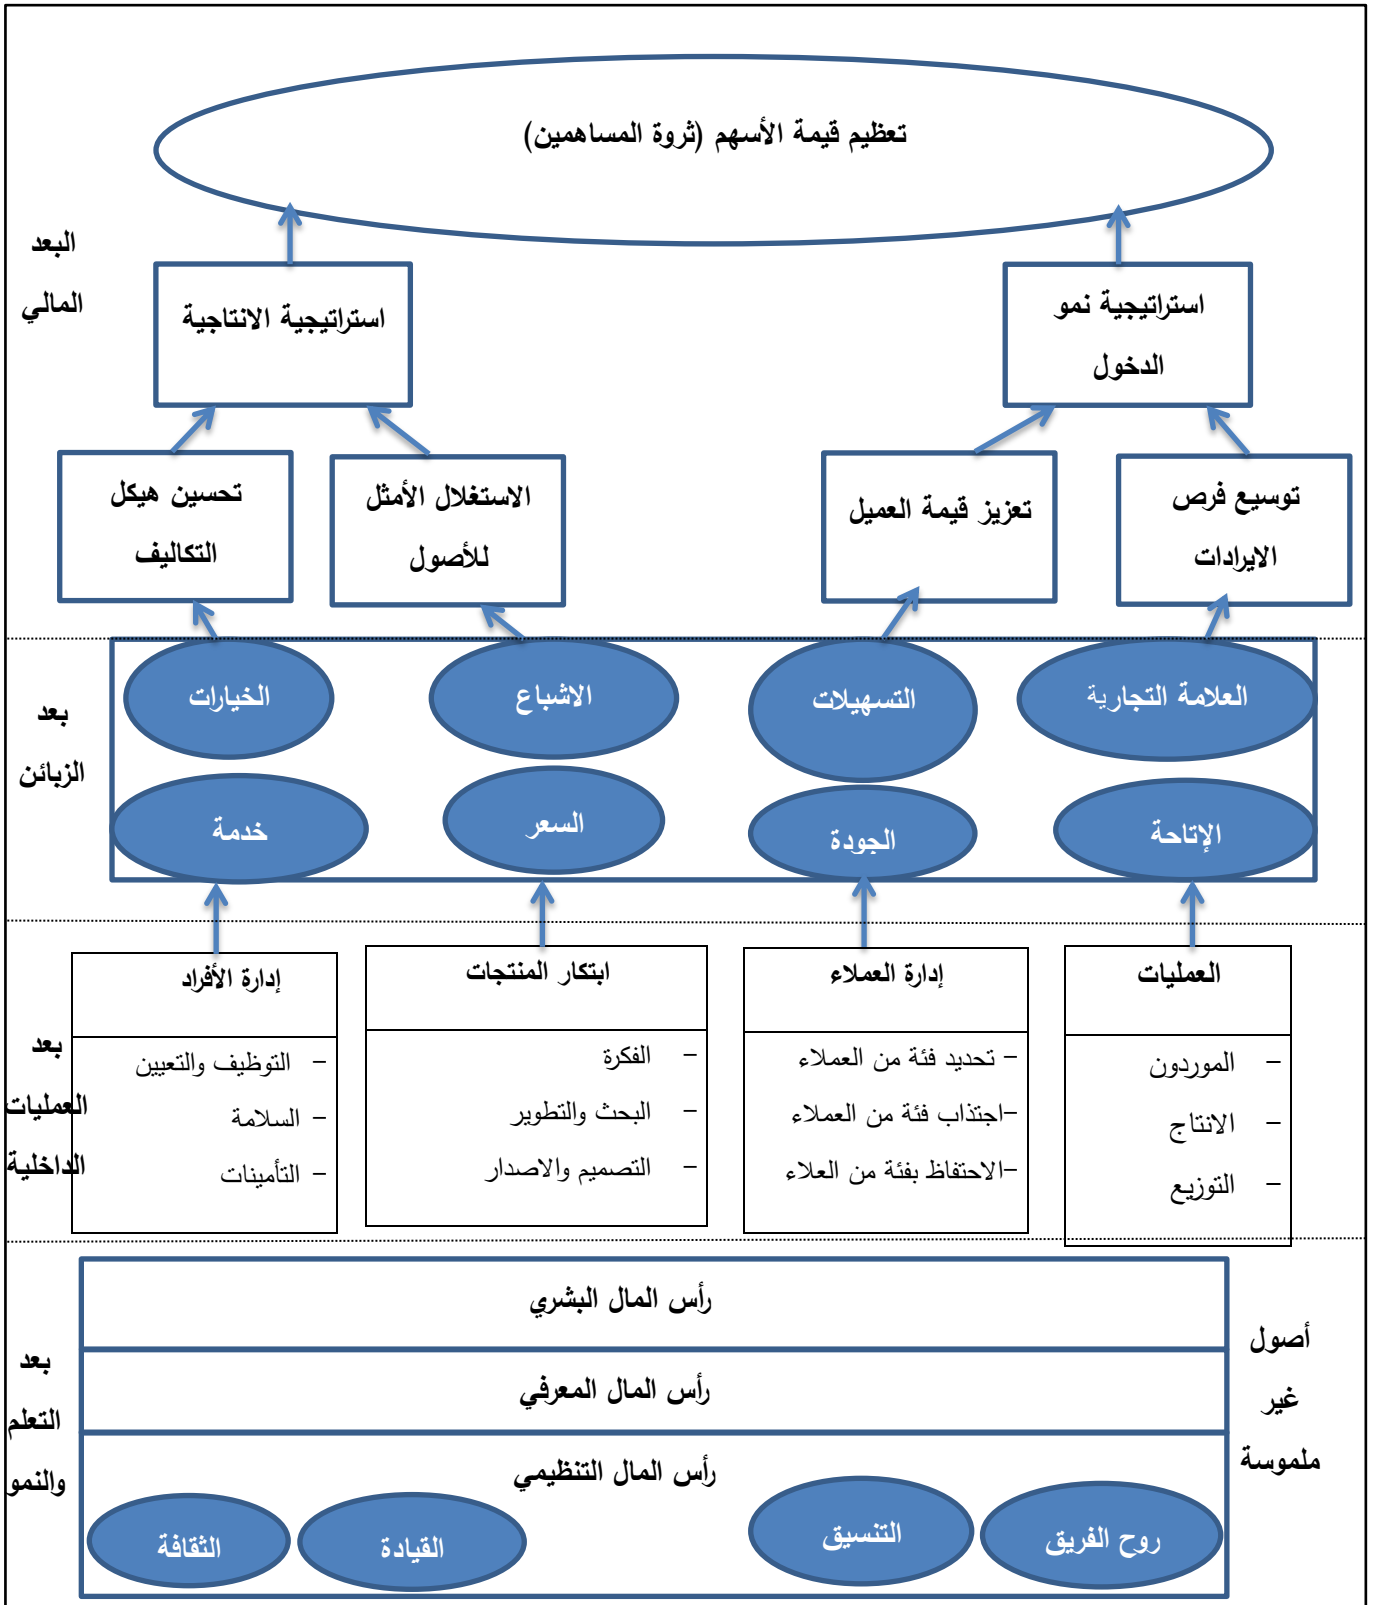 تعظيم قيمة الأسهم (ثروة المساهمين)
البعد
المالي
استراتيجية نمو
الدخول
استراتيجية الانتاجية
توسيع فرص
الايرادات
تعزيز قيمة العميل
الاستغلال الأمثل
للأصول
تحسين هيكل
التكاليف
بعد
الزبائن
العلامة التجارية
التسهيلات
الاشباع
الخيارات
الإتاحة
الجودة
السعر
خدمة
بعد
العمليات
الداخلية
العمليات
- الموردون
- الانتاج
- التوزيع
إدارة العملاء
- تحديد فئة من العملاء
-اجتذاب فئة من العملاء
-الاحتفاظ بفئة من العلاء
ابتكار المنتجات
- الفكرة
- البحث والتطوير
- التصميم والاصدار
إدارة الأفراد
- التوظيف والتعيين
- السلامة
- التأمينات
أصول
غير
ملموسة
رأس المال البشري
رأس المال المعرفي
رأس المال التنظيمي
روح الفريق
التنسيق
القيادة
الثقافة
بعد
التعلم
والنمو